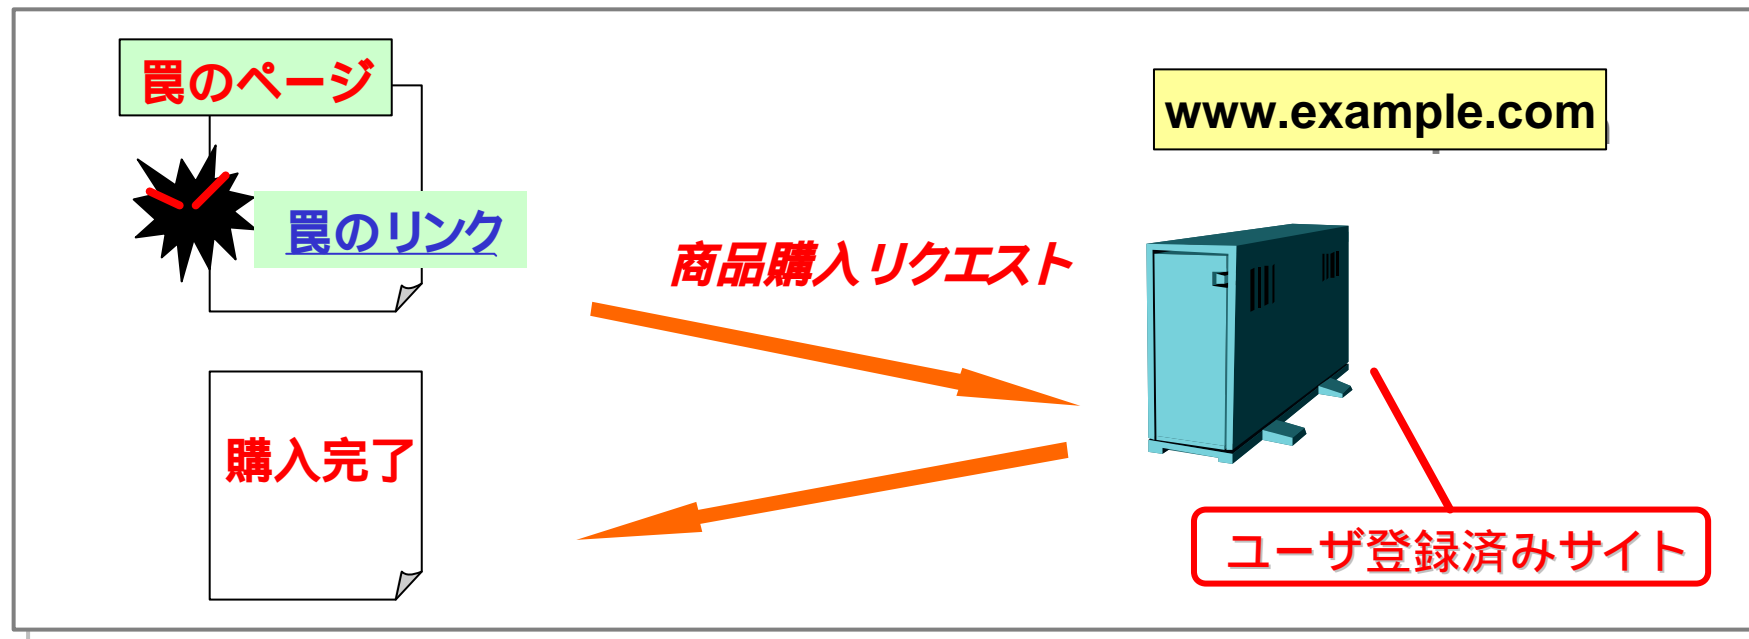 罠のページ
www.example.com
罠のリンク
商品購入リクエスト
購入完了
ユーザ登録済みサイト